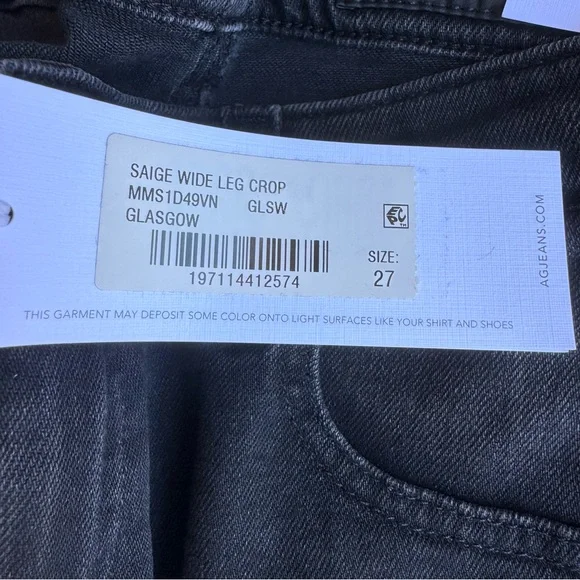 SAIGE WIDE LEG CROP
MMS1D49VN GLSW
GLASGOW
SIZE:
27
197114412574
THIS GARMENT MAY DEPOSIT SOME COLOR ONTO LIGHT SURFACES LIKE YOUR SHIRT AND SHOES
AGJEANS.COM